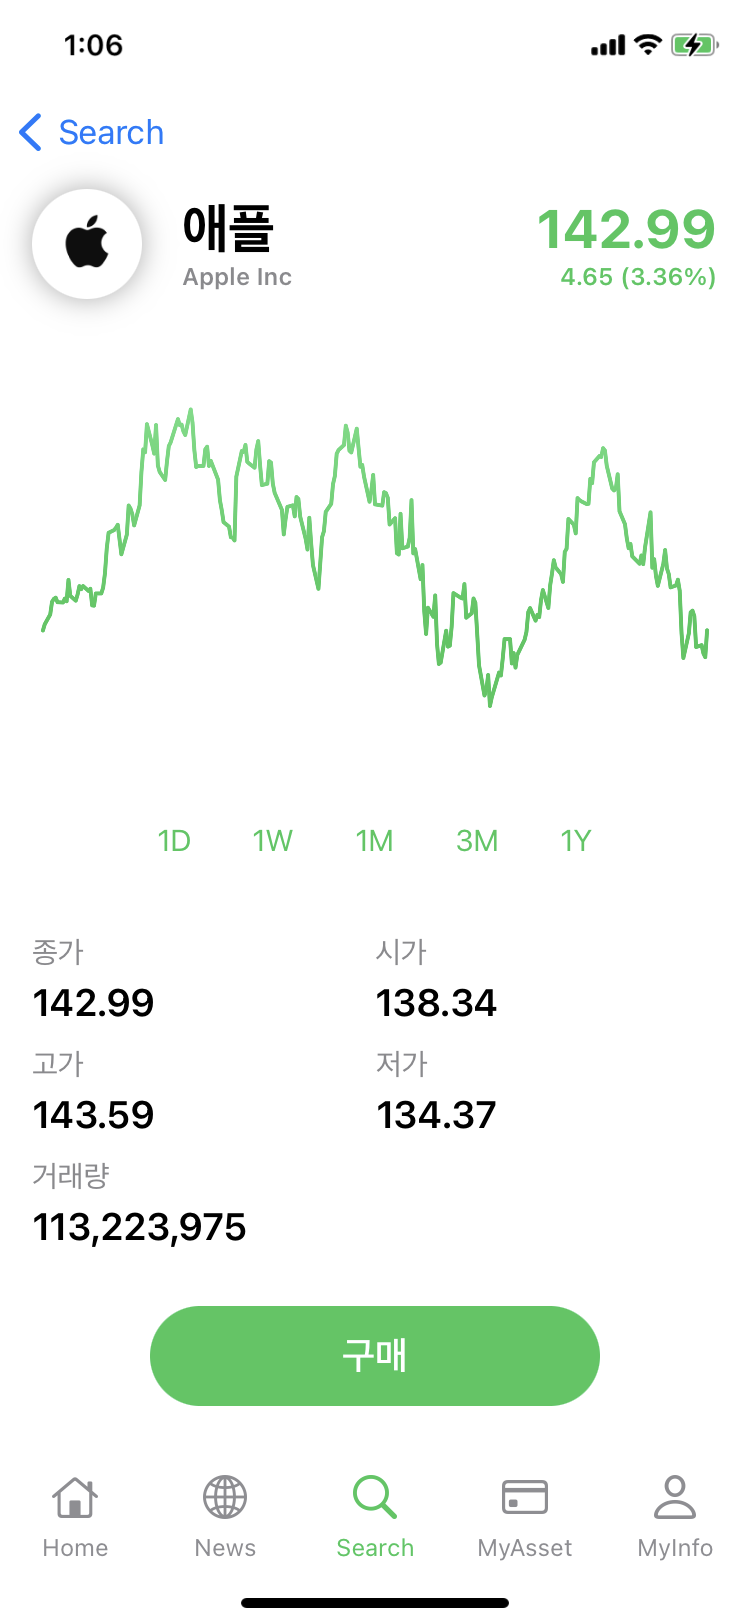 1:06
Search
애플
142.99
Apple Inc
4.65 (3.36%)
1D 1W 1M 3M 1Y
종가 시가
142.99 138.34
고가 저가
143.59 134.37
거래량
113,223,975
구매
Home News Search MyAsset MyInfo